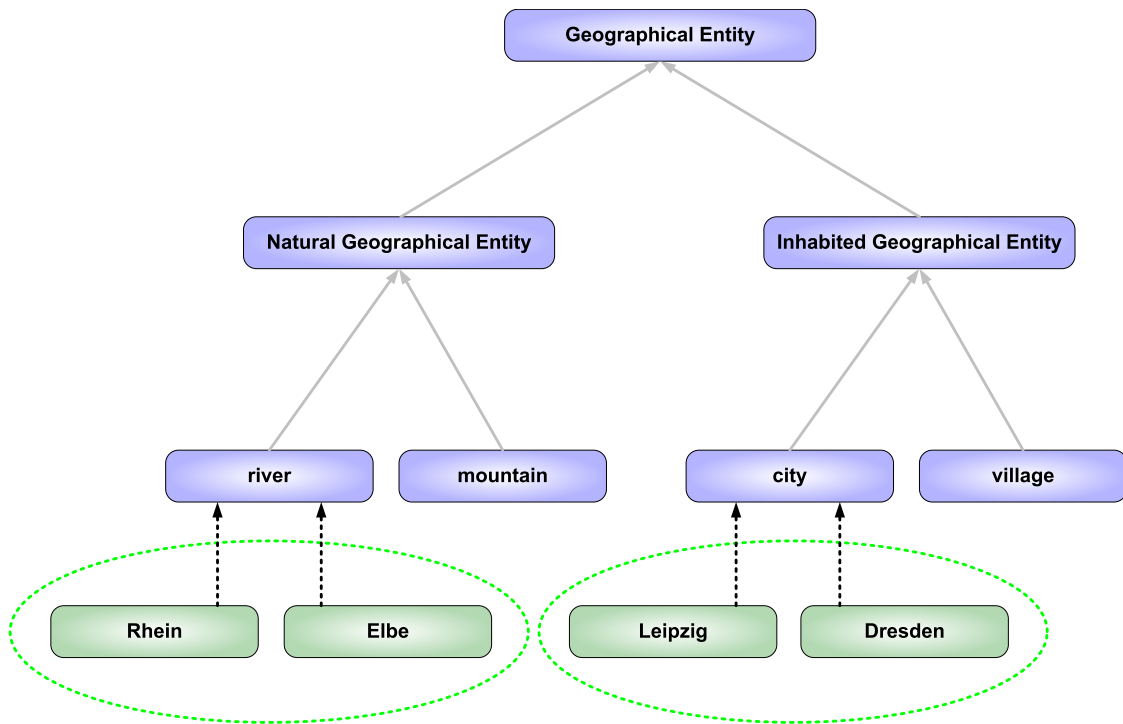 Geographical Entity
Natural Geographical Entity
Inhabited Geographical Entity
river
mountain
city
village
Rhein
Elbe
Leipzig
Dresden